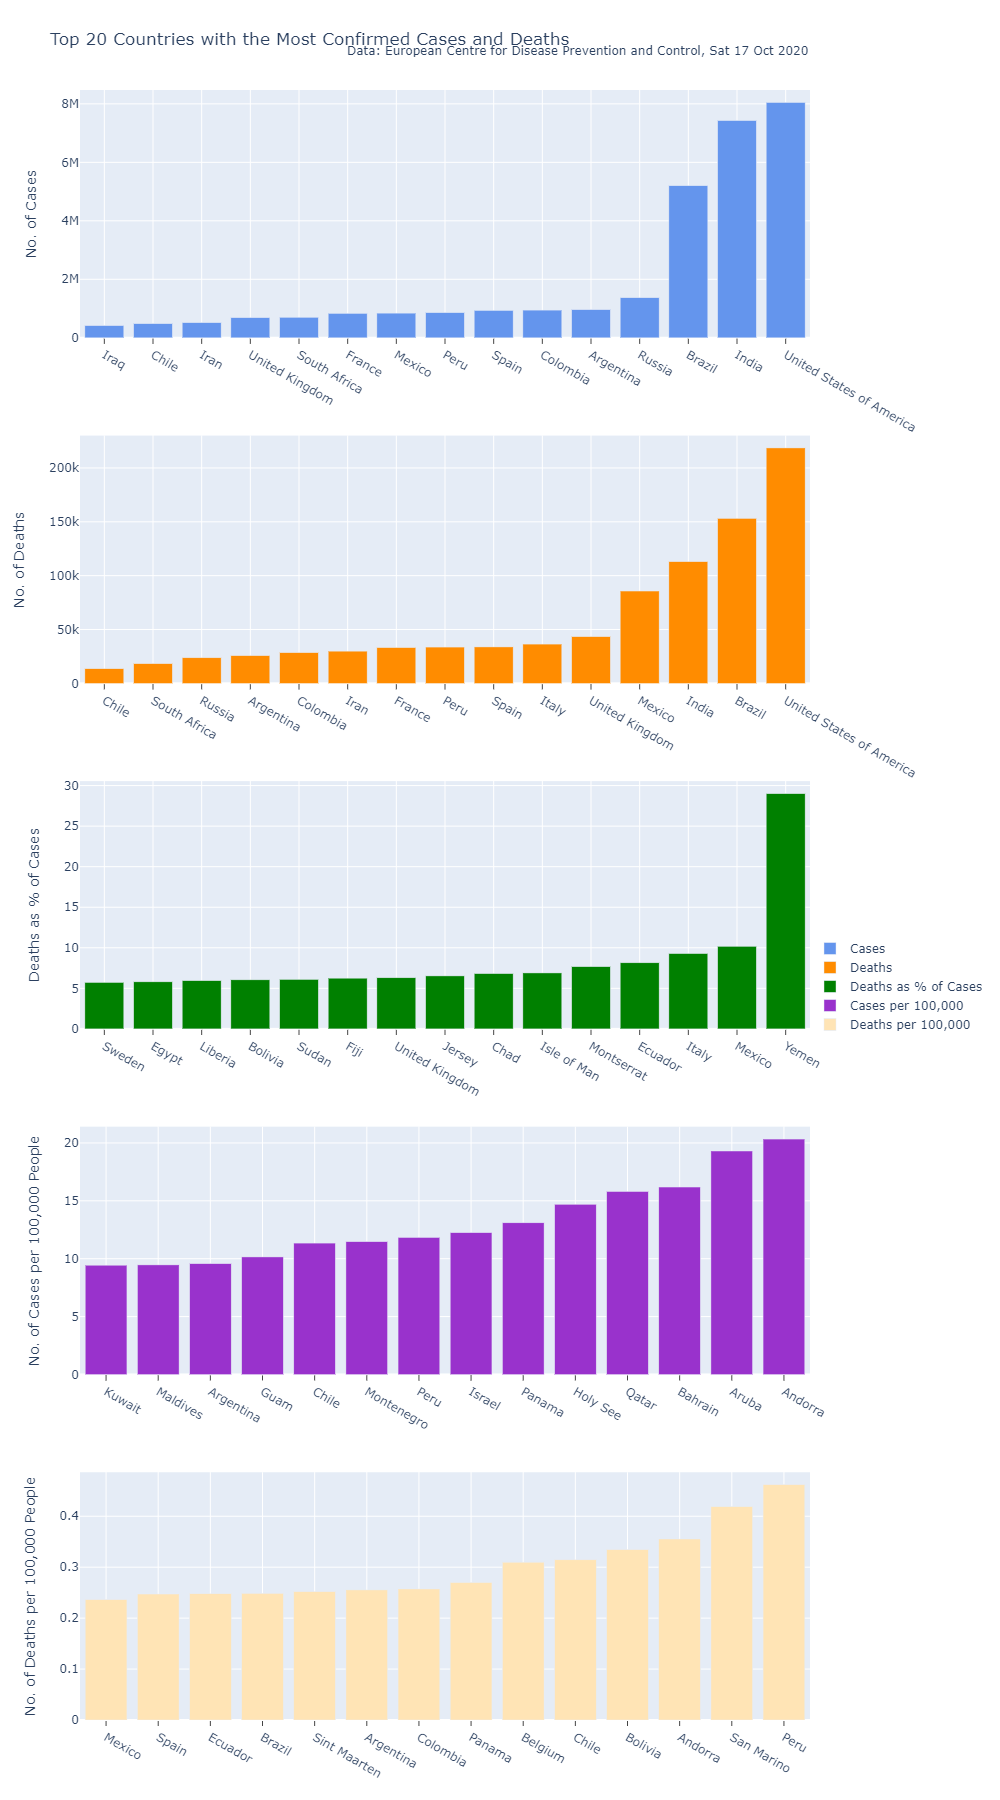 Top 20 Countries with the Most Confirmed Cases and Deaths
Data: European Centre for Disease Prevention and Control, Sat 17 Oct 2020
No. of Cases
8M
6M
4M
2M
0
Iraq
Chile
Iran
United Kingdom
South Africa
France
Mexico
Peru
Spain
Colombia
Argentina
Russia
Brazil
India
United States of America
No. of Deaths
200k
150k
100k
50k
0
Chile
South Africa
Russia
Argentina
Colombia
Iran
France
Peru
Spain
Italy
United Kingdom
Mexico
India
Brazil
United States of America
Deaths as % of Cases
30
25
20
15
10
5
0
Sweden
Egypt
Liberia
Bolivia
Sudan
Fiji
United Kingdom
Jersey
Chad
Isle of Man
Montserrat
Ecuador
Italy
Mexico
Yemen
Cases
Deaths
Deaths as % of Cases
Cases per 100,000
Deaths per 100,000
No. of Cases per 100,000 People
20
15
10
5
0
Kuwait
Maldives
Argentina
Guam
Chile
Montenegro
Peru
Israel
Panama
Holy See
Qatar
Bahrain
Aruba
Andorra
No. of Deaths per 100,000 People
0.4
0.3
0.2
0.1
0
Mexico
Spain
Ecuador
Brazil
Sint Maarten
Argentina
Colombia
Panama
Belgium
Chile
Bolivia
Andorra
San Marino
Peru